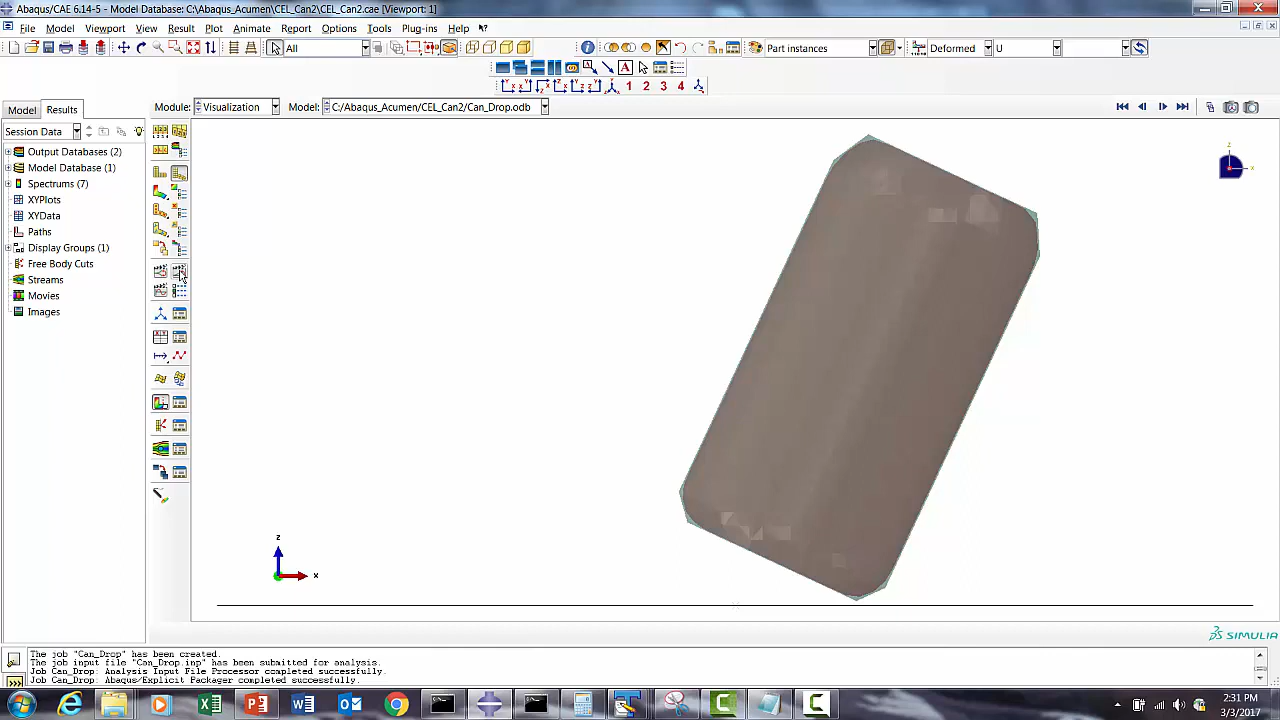 Abaqus/CAE 6.14-5 - Model Database: C:\Abaqus_Acumen\CEL_Can2\CEL_Can2.cae [Viewport: 1]
File Model Viewport View Result Plot Animate Report Options Tools Plug-ins Help
All Part instances Deformed U
1 2 3 4
Model Results Module: Visualization Model: C:/Abaqus_Acumen/CEL_Can2/Can_Drop.odb
Session Data
Output Databases (2)
Model Database (1)
Spectrums (7)
XYPlots
XYData
Paths
Display Groups (1)
Free Body Cuts
Streams
Movies
Images
z
x
z
x
SIMULIA
The job "Can_Drop" has been created.
The job input file "Can_Drop.inp" has been submitted for analysis.
Job Can_Drop: Analysis Input File Processor completed successfully.
Job Can_Drop: Abaqus/Explicit Packager completed successfully.
2:31 PM
3/3/2017